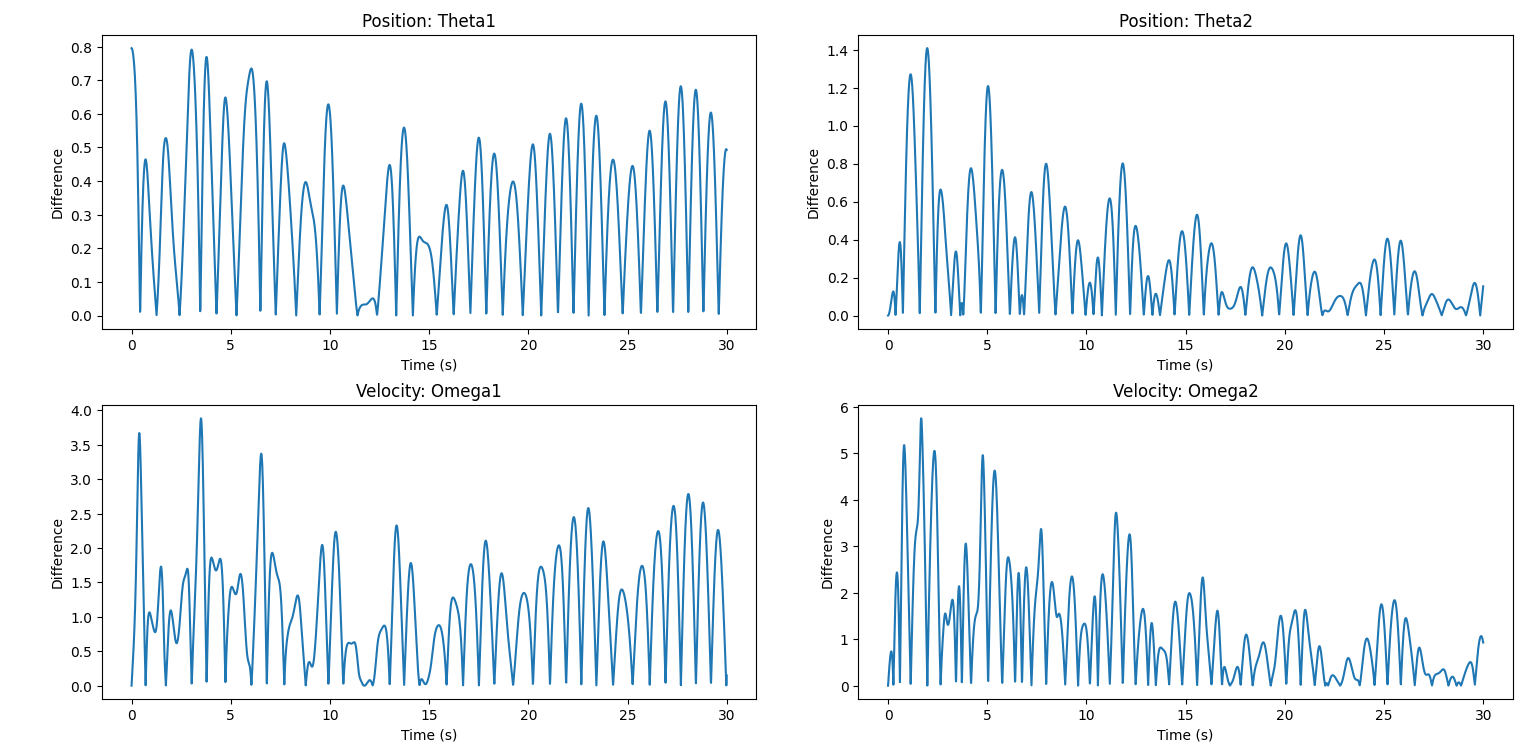 Position: Theta1
Difference
0.8
0.7
0.6
0.5
0.4
0.3
0.2
0.1
0.0
0 5 10 15 20 25 30
Time (s)
Position: Theta2
Difference
1.4
1.2
1.0
0.8
0.6
0.4
0.2
0.0
0 5 10 15 20 25 30
Time (s)
Velocity: Omega1
Difference
4.0
3.5
3.0
2.5
2.0
1.5
1.0
0.5
0.0
0 5 10 15 20 25 30
Time (s)
Velocity: Omega2
Difference
6
5
4
3
2
1
0
0 5 10 15 20 25 30
Time (s)